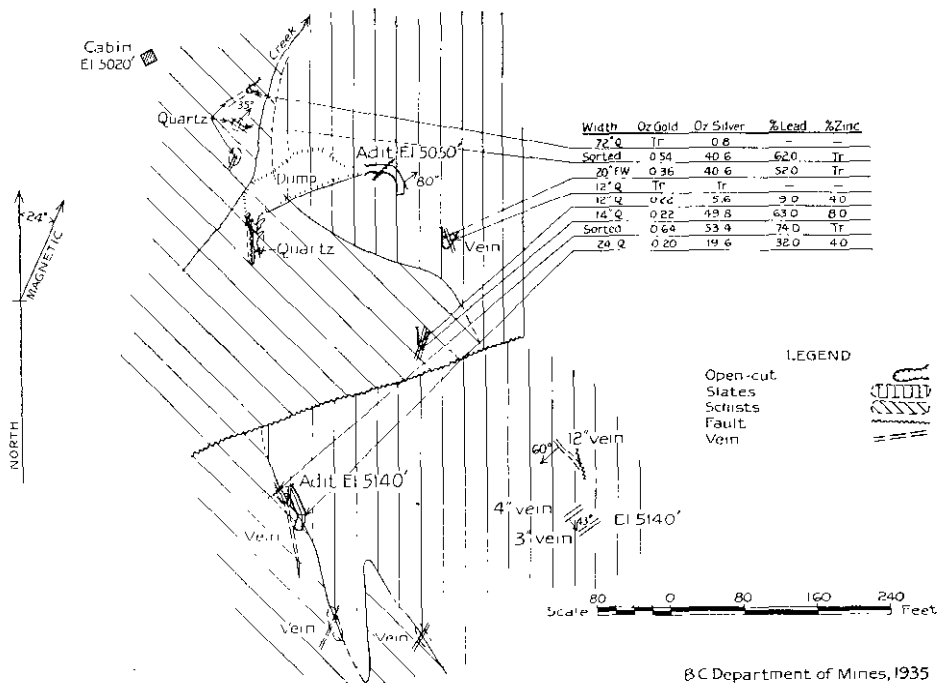 Cabin
El 5020'
Creek
35°
Quartz
Dump
Adit El 5050'
80°
Quartz
Vein
Width Oz Gold Oz Silver %Lead %Zinc
72" Q Tr 0.8 — —
Sorted 0.54 40.6 62.0 Tr
20" FW 0.36 40.6 52.0 Tr
12" Q Tr Tr — —
12" Q 0.22 5.6 9.0 4.0
14" Q 0.22 49.8 63.0 8.0
Sorted 0.64 53.4 74.0 Tr
24 Q 0.20 19.6 32.0 4.0
24°
MAGNETIC
NORTH
LEGEND
Open-cut
Slates
Schists
Fault
Vein
12" vein
60°
Adit El 5140'
Vein
4" vein
43°
El 5140'
3" vein
Vein
Vein
80 0 80 160 240
Scale Feet
BC Department of Mines, 1935